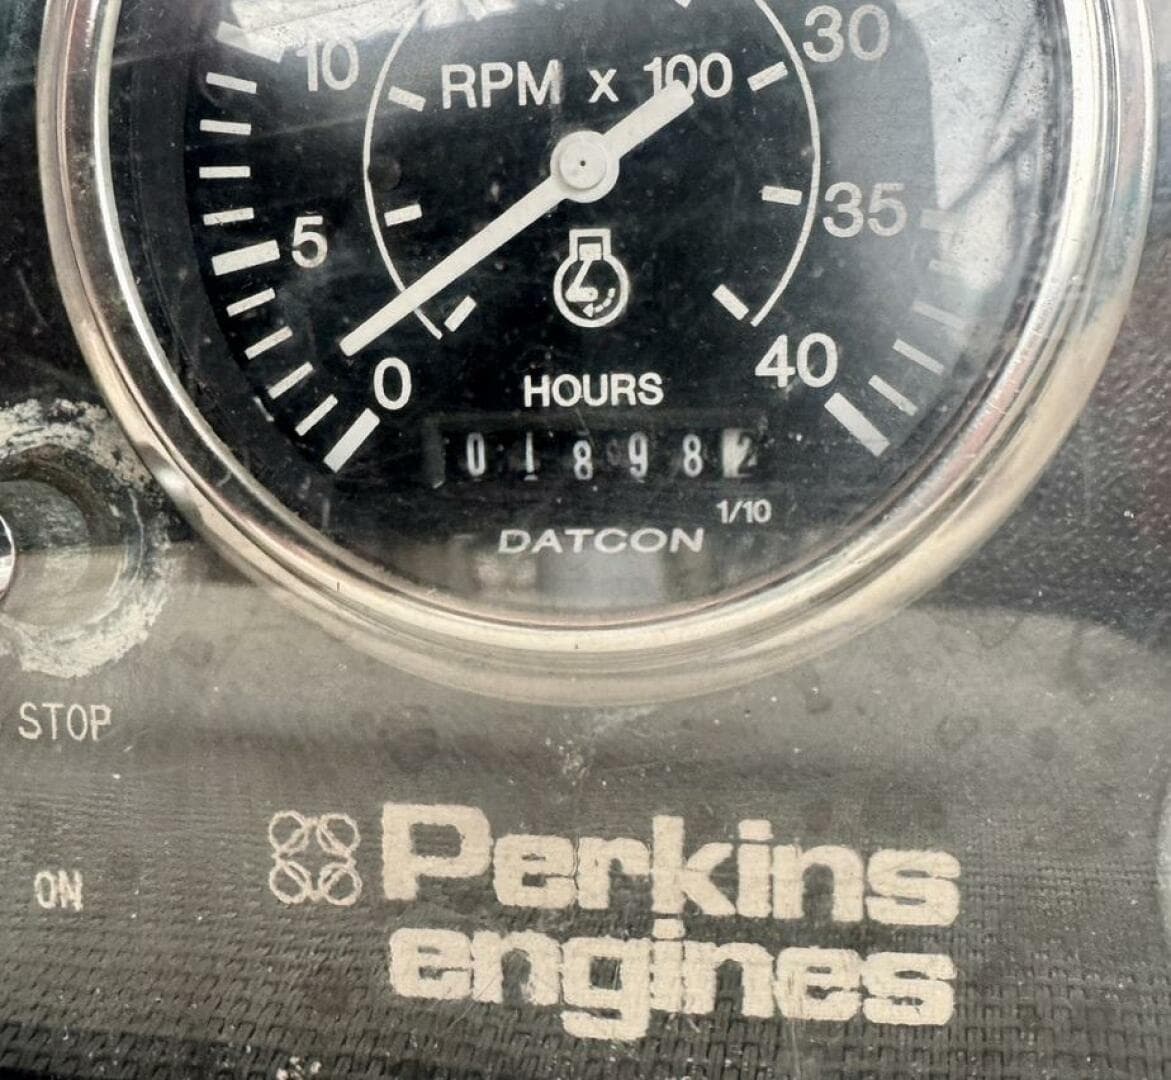 10
30
RPM x 100
5
35
0
40
HOURS
018982
1/10
DATCON
STOP
ON
Perkins
engines